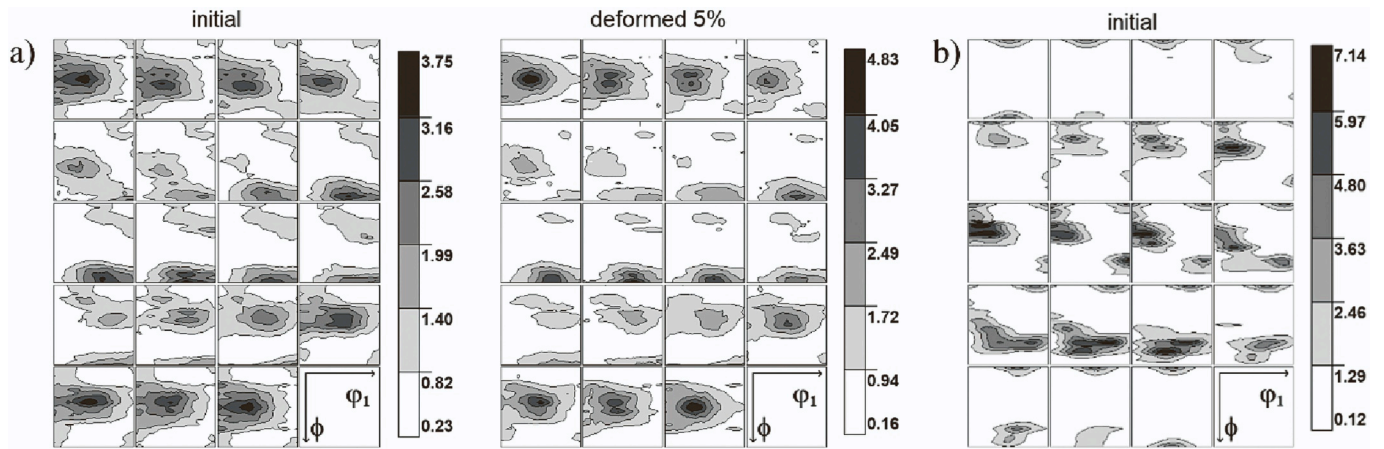 initial
deformed 5%
initial
a)
3.75
3.16
2.58
1.99
1.40
0.82
0.23
φ₁
ϕ
4.83
4.05
3.27
2.49
1.72
0.94
0.16
φ₁
ϕ
b)
7.14
5.97
4.80
3.63
2.46
1.29
0.12
φ₁
ϕ